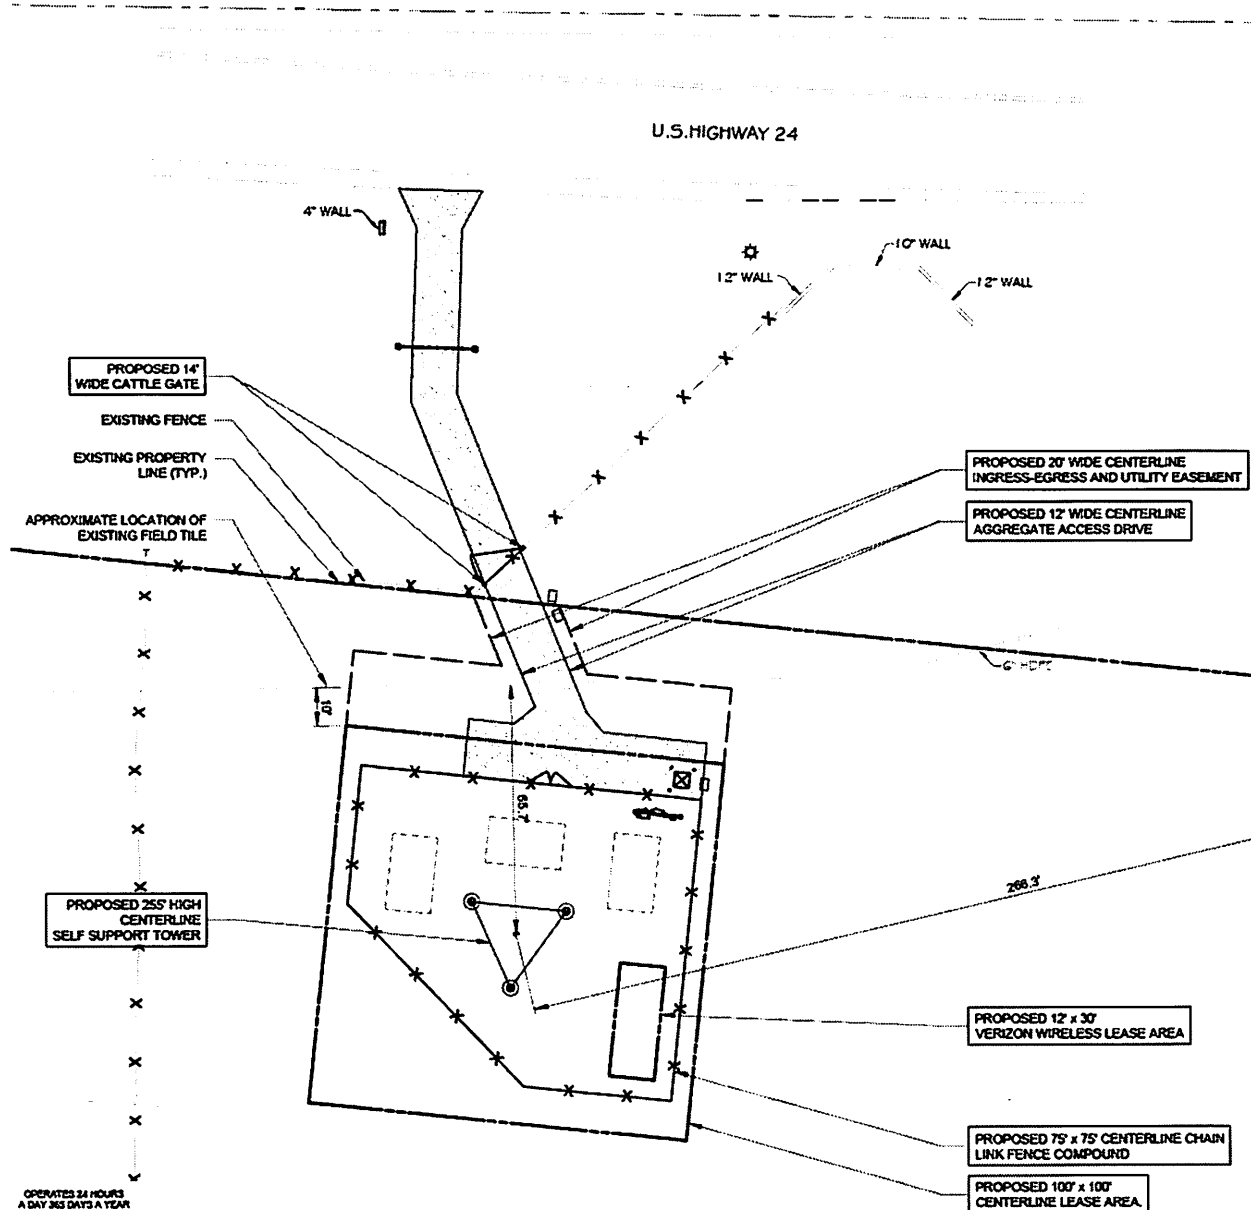 U.S.HIGHWAY 24
4" WALL
10" WALL
12" WALL
12" WALL
PROPOSED 14'
WIDE CATTLE GATE
EXISTING FENCE
EXISTING PROPERTY
LINE (TYP.)
APPROXIMATE LOCATION OF
EXISTING FIELD TILE
PROPOSED 20' WIDE CENTERLINE
INGRESS-EGRESS AND UTILITY EASEMENT
PROPOSED 12' WIDE CENTERLINE
AGGREGATE ACCESS DRIVE
6" HDPE
10'
65.7'
266.3'
PROPOSED 255' HIGH
CENTERLINE
SELF SUPPORT TOWER
PROPOSED 12' x 30'
VERIZON WIRELESS LEASE AREA
PROPOSED 75' x 75' CENTERLINE CHAIN
LINK FENCE COMPOUND
PROPOSED 100' x 100'
CENTERLINE LEASE AREA.
OPERATES 24 HOURS
A DAY 365 DAYS A YEAR